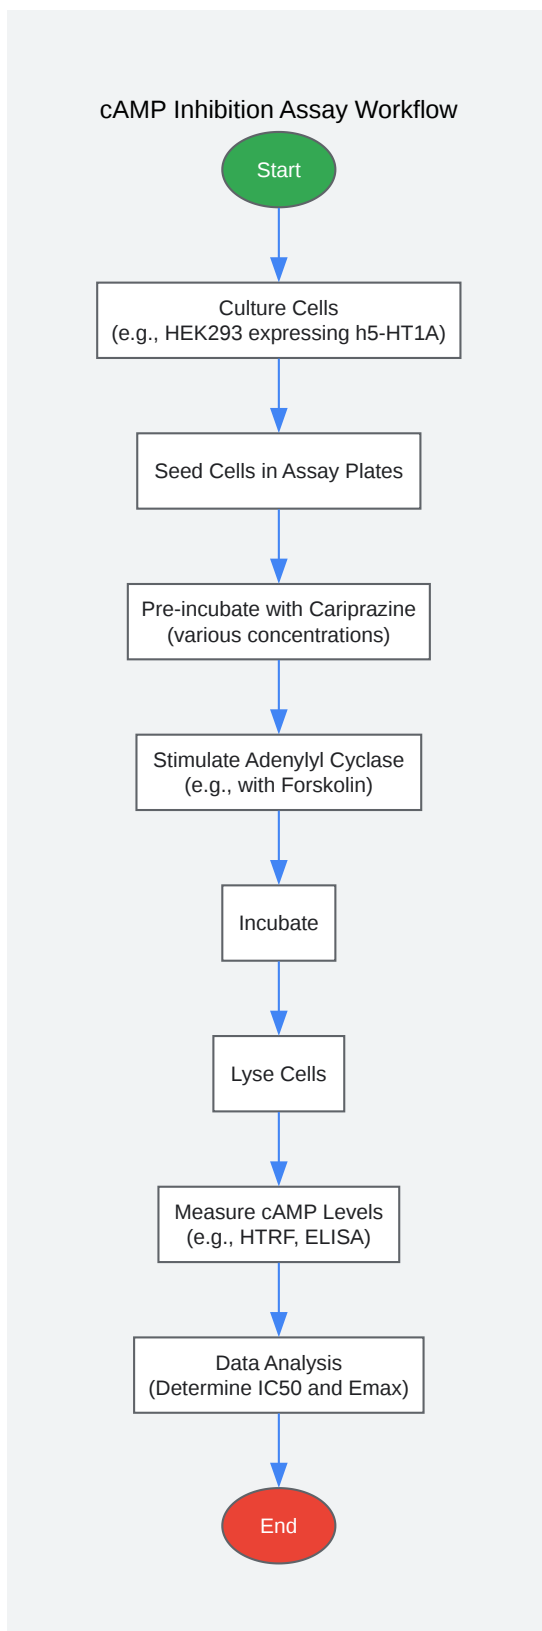 cAMP Inhibition Assay Workflow
Start
Culture Cells
(e.g., HEK293 expressing h5-HT1A)
Seed Cells in Assay Plates
Pre-incubate with Cariprazine
(various concentrations)
Stimulate Adenylyl Cyclase
(e.g., with Forskolin)
Incubate
Lyse Cells
Measure cAMP Levels
(e.g., HTRF, ELISA)
Data Analysis
(Determine IC50 and Emax)
End